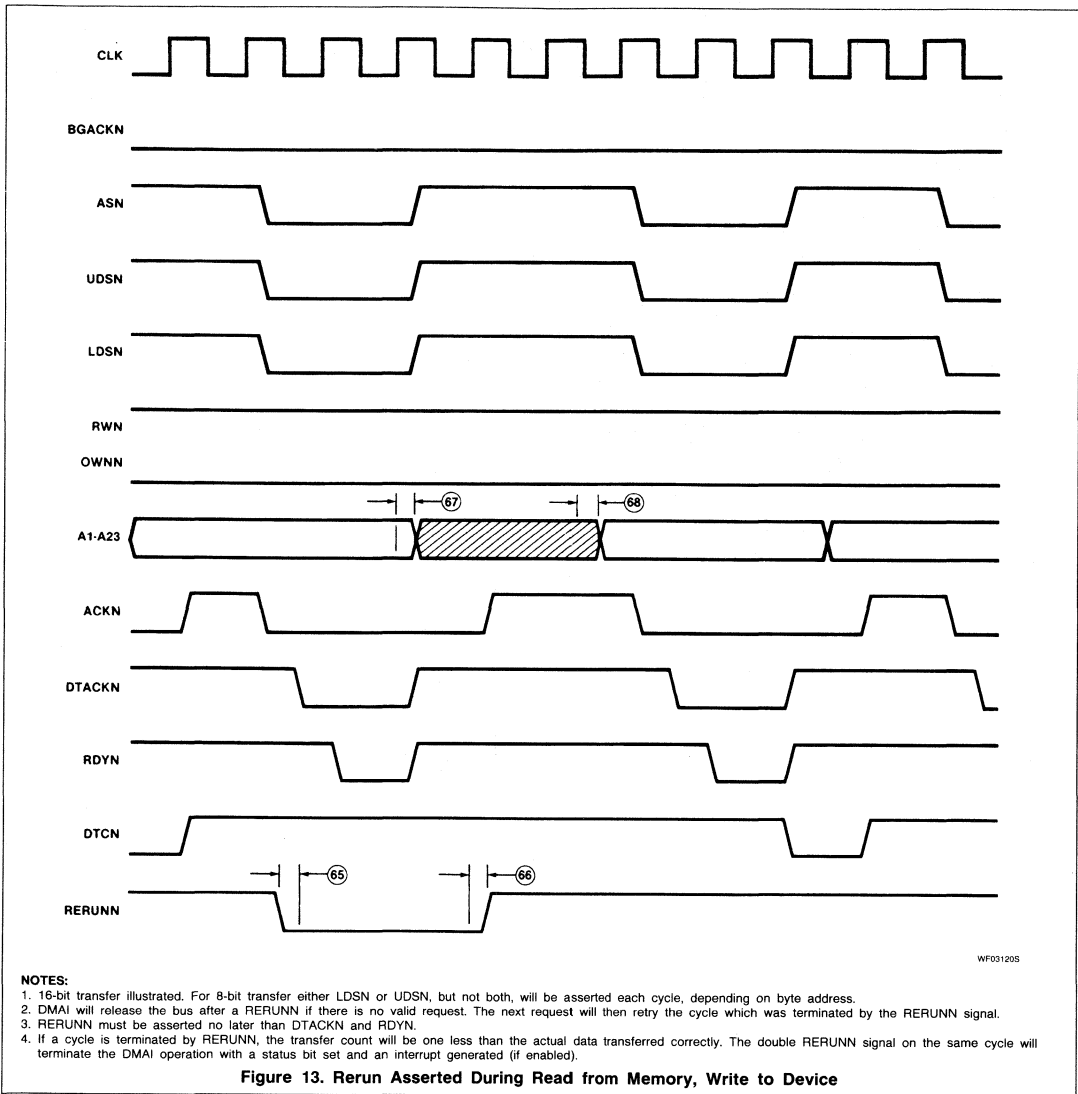 CLK
BGACKN
ASN
UDSN
LDSN
RWN
OWNN
67
68
A1-A23
ACKN
DTACKN
RDYN
DTCN
65
66
RERUNN
WF03120S
NOTES:
1. 16-bit transfer illustrated. For 8-bit transfer either LDSN or UDSN, but not both, will be asserted each cycle, depending on byte address.
2. DMAI will release the bus after a RERUNN if there is no valid request. The next request will then retry the cycle which was terminated by the RERUNN signal.
3. RERUNN must be asserted no later than DTACKN and RDYN.
4. If a cycle is terminated by RERUNN, the transfer count will be one less than the actual data transferred correctly. The double RERUNN signal on the same cycle will
terminate the DMAI operation with a status bit set and an interrupt generated (if enabled).
Figure 13. Rerun Asserted During Read from Memory, Write to Device